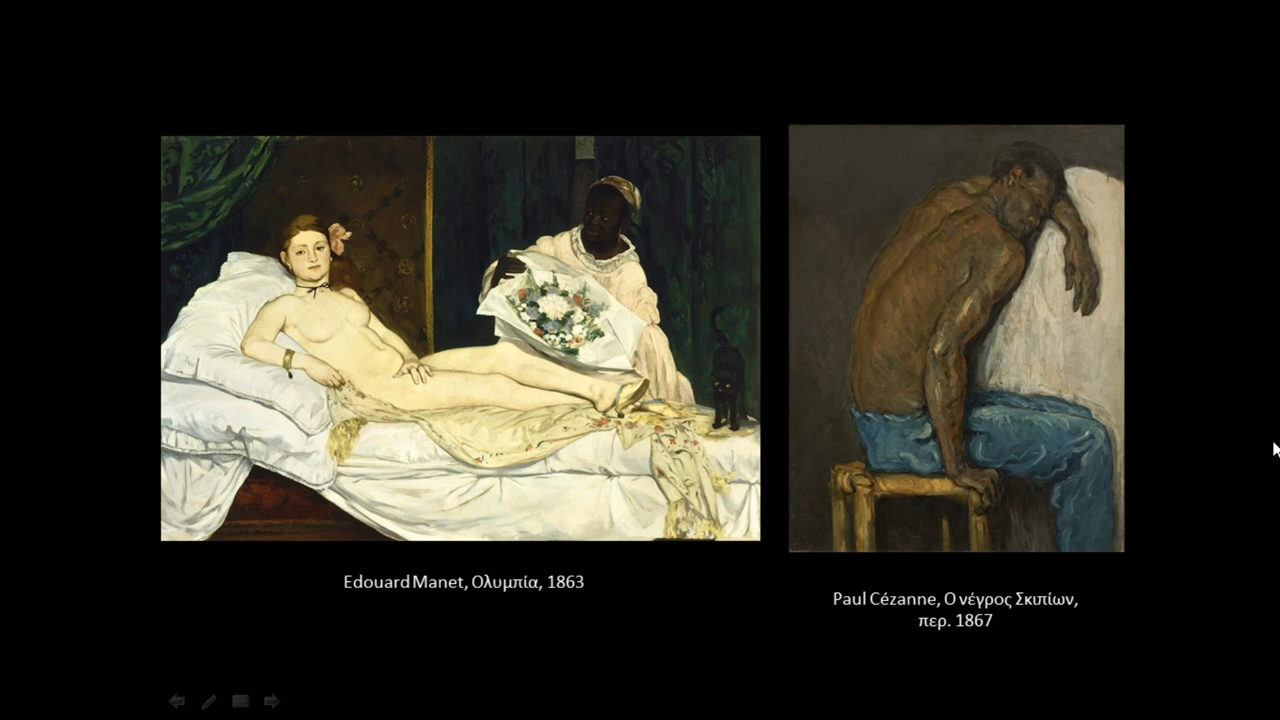 Edouard Manet, Ολυμπία, 1863
Paul Cézanne, Ο νέγρος Σκιπίων,
περ. 1867